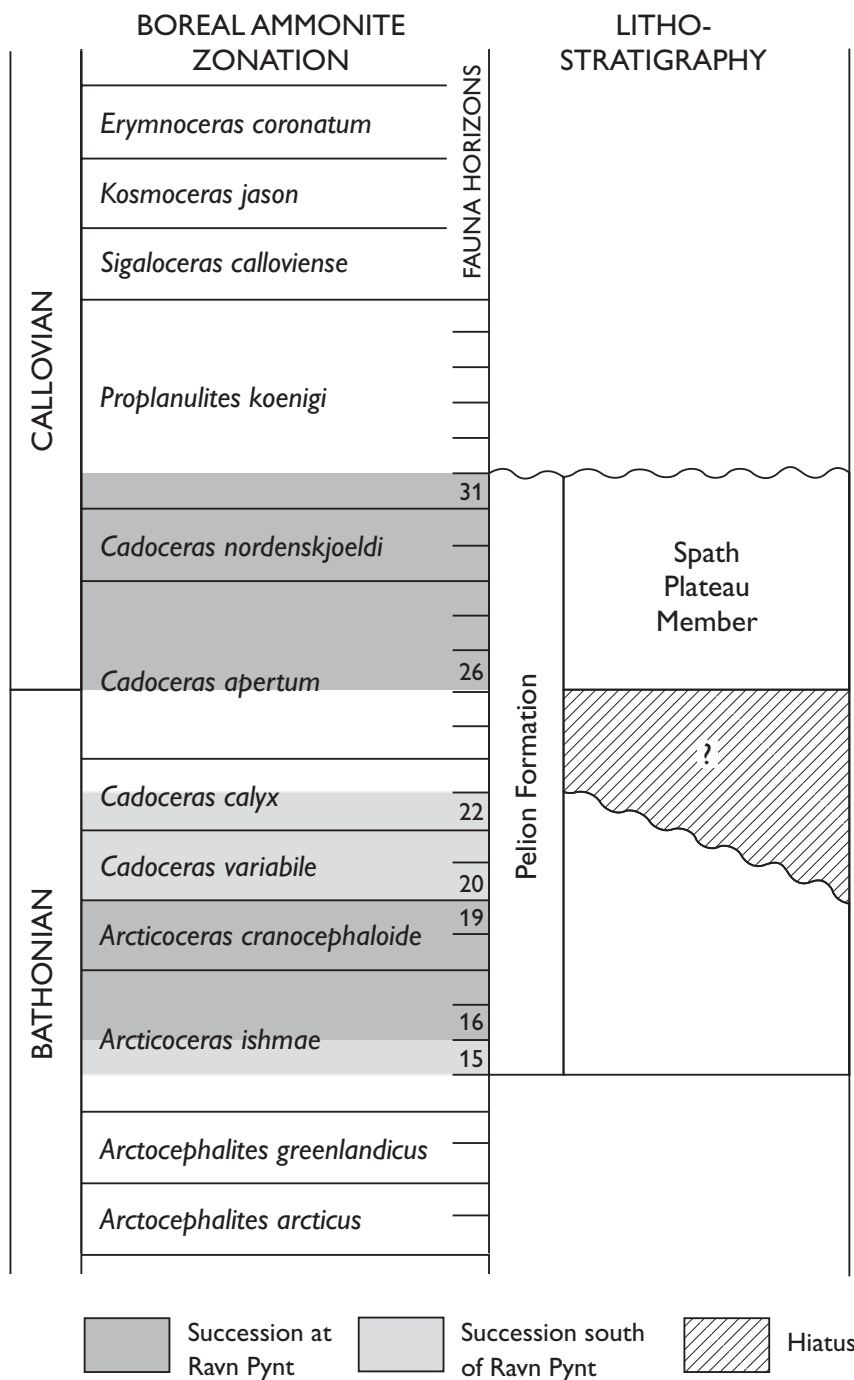 BOREAL AMMONITE
ZONATION
LITHO-
STRATIGRAPHY
FAUNA HORIZONS
CALLOVIAN
BATHONIAN
Erymnoceras coronatum
Kosmoceras jason
Sigaloceras calloviense
Proplanulites koenigi
31
Cadoceras nordenskjoeldi
Cadoceras apertum
26
Cadoceras calyx
22
Cadoceras variabile
20
19
Arcticoceras cranocephaloide
16
Arcticoceras ishmae
15
Arctocephalites greenlandicus
Arctocephalites arcticus
Pelion Formation
Spath
Plateau
Member
?
Succession at
Ravn Pynt
Succession south
of Ravn Pynt
Hiatus